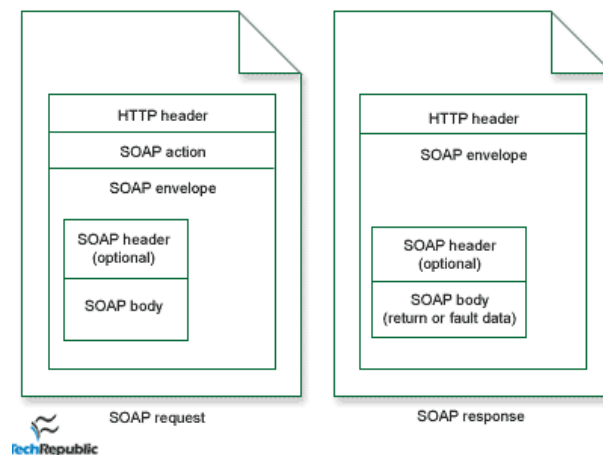 HTTP header
SOAP action
SOAP envelope
SOAP header
(optional)
SOAP body
SOAP request
HTTP header
SOAP envelope
SOAP header
(optional)
SOAP body
(return or fault data)
SOAP response
TechRepublic